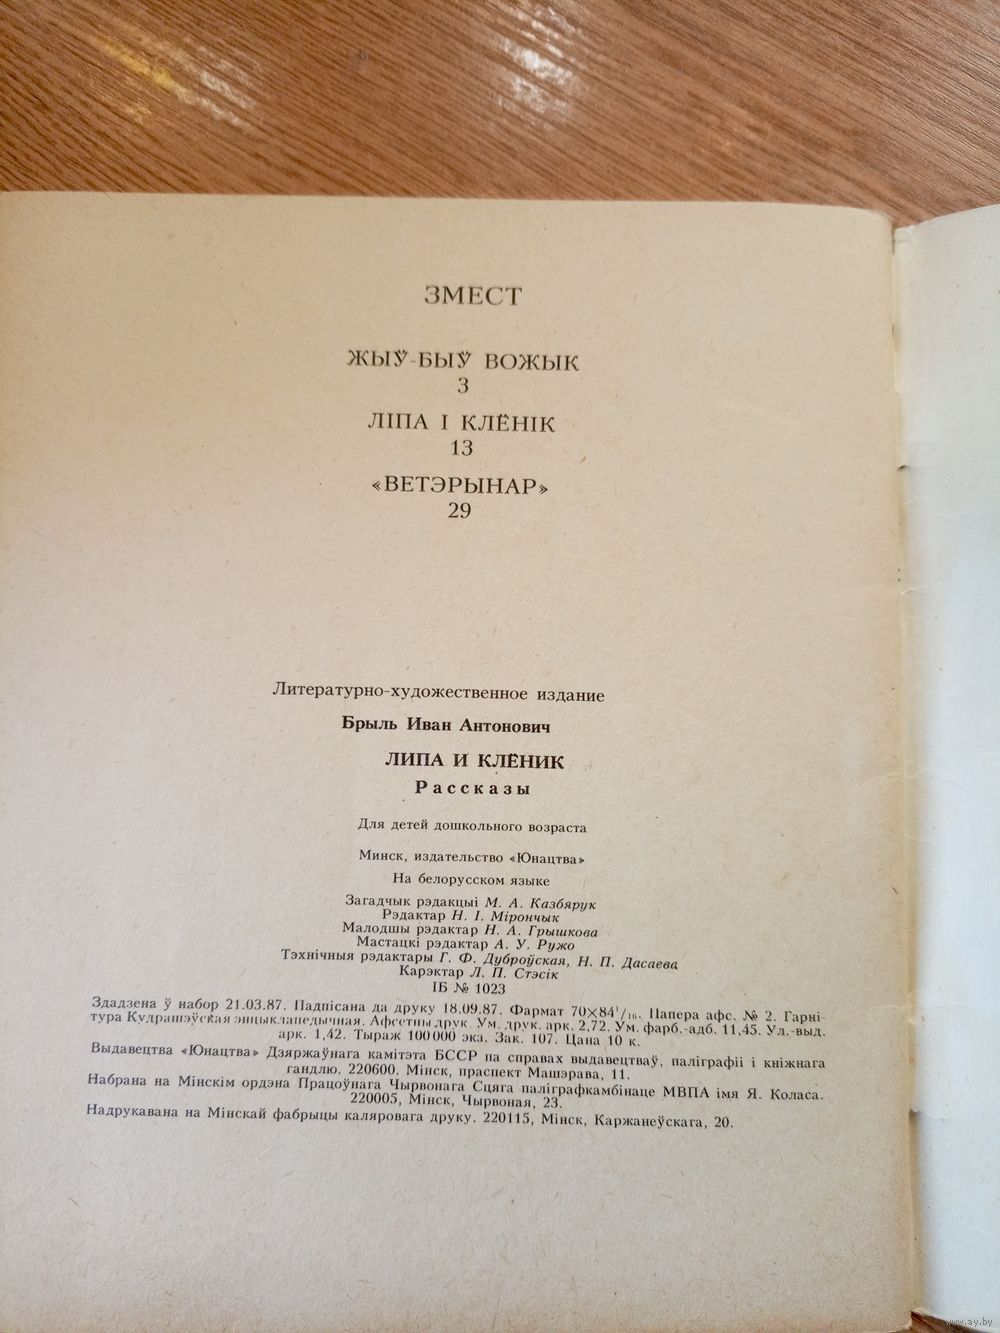 ЗМЕСТ
ЖЫЎ-БЫЎ ВОЖЫК
3
ЛІПА І КЛЁНІК
13
«ВЕТЭРЫНАР»
29
Литературно-художественное издание
Брыль Иван Антонович
ЛИПА И КЛЁНИК
Рассказы
Для детей дошкольного возраста
Минск, издательство «Юнацтва»
На белорусском языке
Загадчык рэдакцыі М. А. Казбярук
Рэдактар Н. І. Мірончык
Малодшы рэдактар Н. А. Грышкова
Мастацкі рэдактар А. У. Ружо
Тэхнічныя рэдактары Г. Ф. Дуброўская, Н. П. Дасаева
Карэктар Л. П. Стэсік
ІБ № 1023
Здадзена ў набор 21.03.87. Падпісана да друку 18.09.87. Фармат 70×84¹/₁₆. Папера афс. № 2. Гарні-
тура Кудрашэўская энцыклапедычная. Афсетны друк. Ум. друк. арк. 2,72. Ум. фарб.-адб. 11,45. Ул.-выд.
арк. 1,42. Тыраж 100 000 экз. Зак. 107. Цана 10 к.
Выдавецтва «Юнацтва» Дзяржаўнага камітэта БССР па справах выдавецтваў, паліграфіі і кніжнага
гандлю. 220600. Мінск, праспект Машэрава, 11.
Набрана на Мінскім ордэна Працоўнага Чырвонага Сцяга паліграфкамбінаце МВПА імя Я. Коласа.
220005, Мінск, Чырвоная, 23.
Надрукавана на Мінскай фабрыцы каляровага друку. 220115, Мінск, Каржанеўскага, 20.
www.ay.by